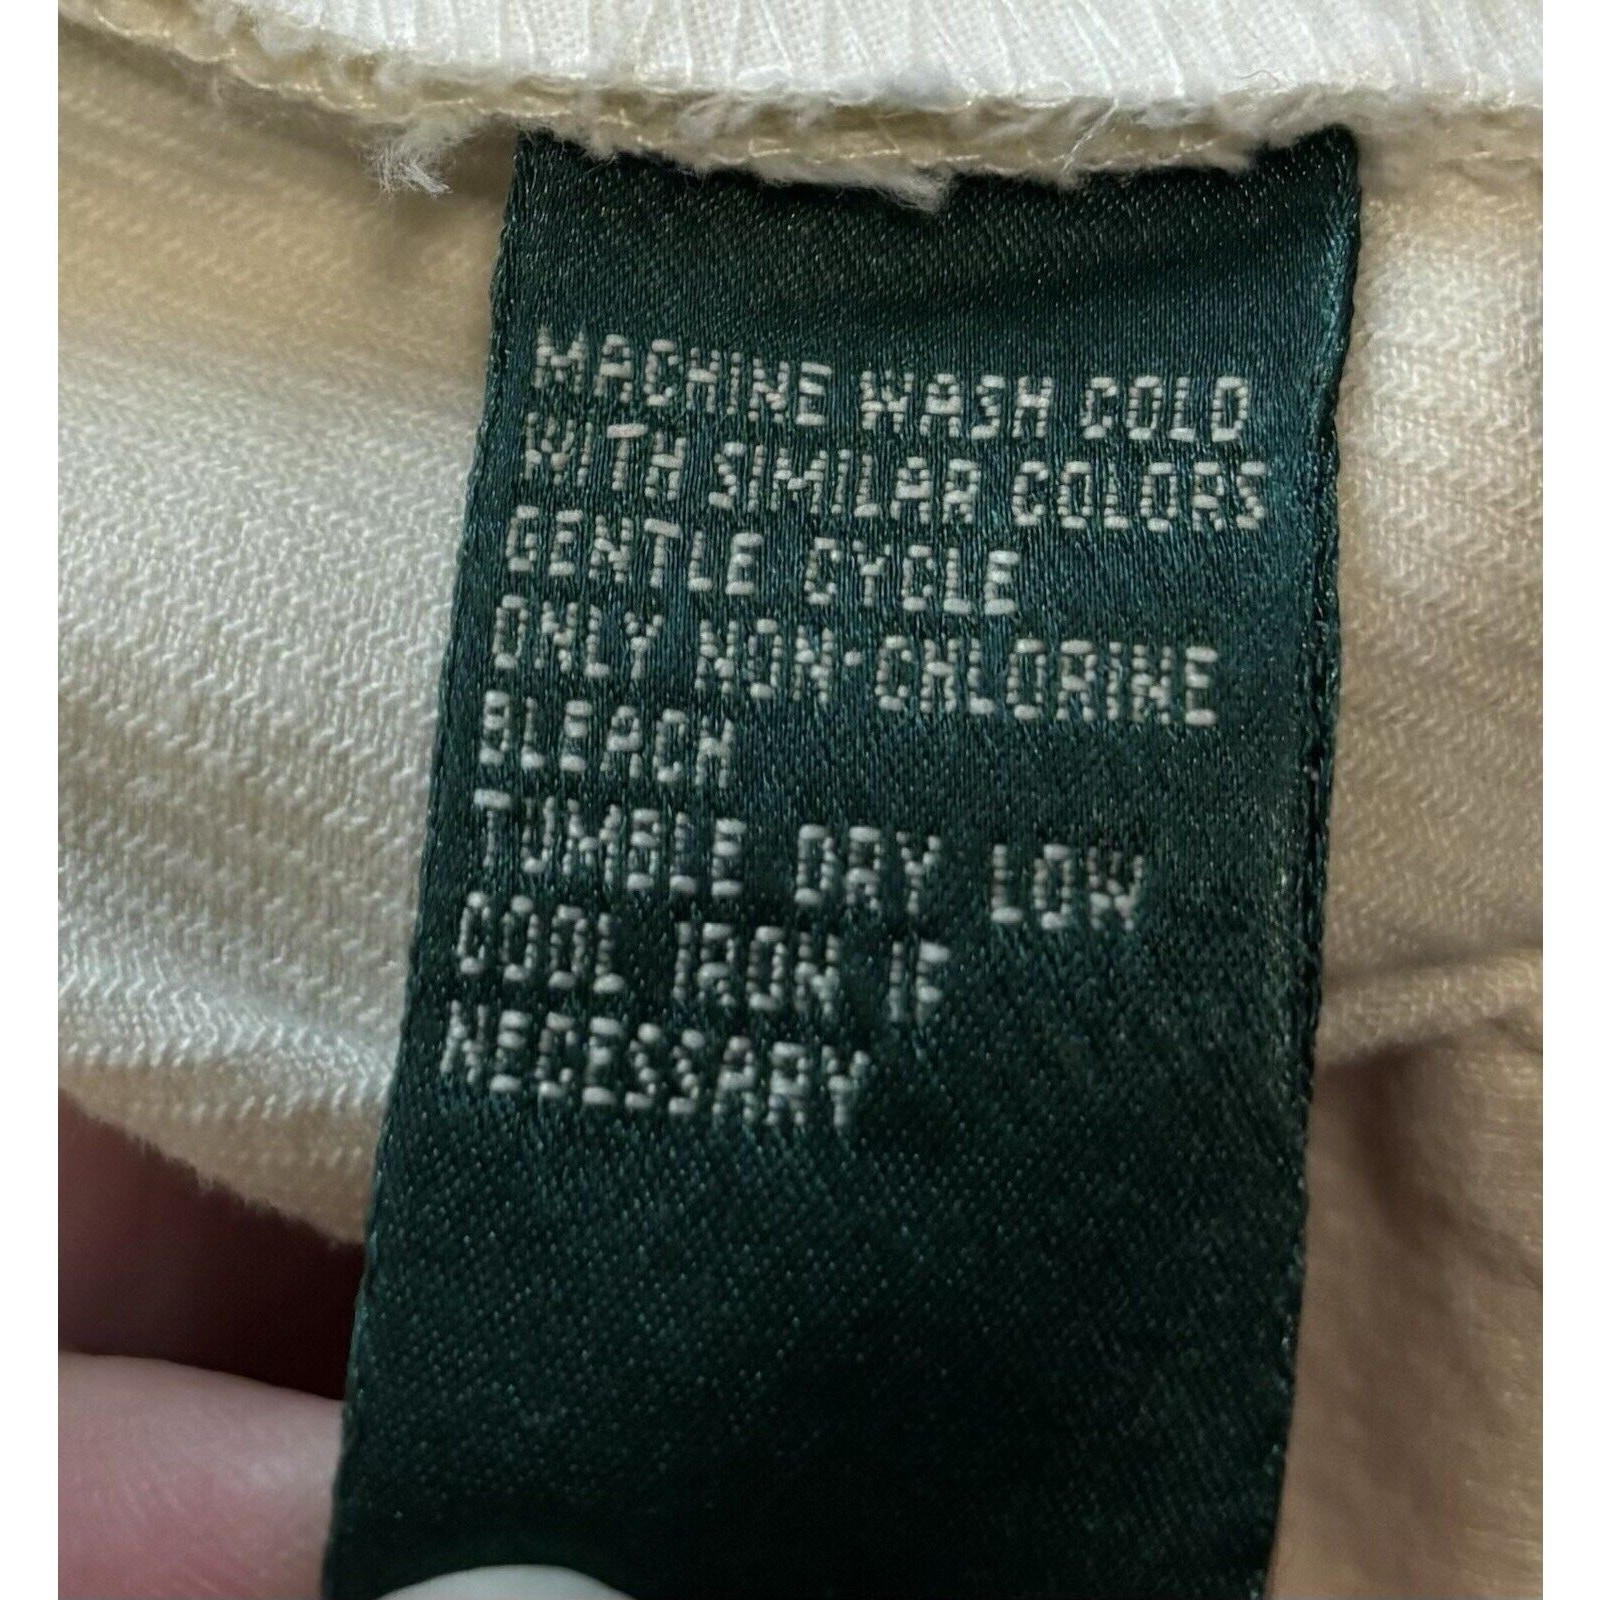 MACHINE WASH COLD
WITH SIMILAR COLORS
GENTLE CYCLE
ONLY NON-CHLORINE
BLEACH
TUMBLE DRY LOW
COOL IRON IF
NECESSARY